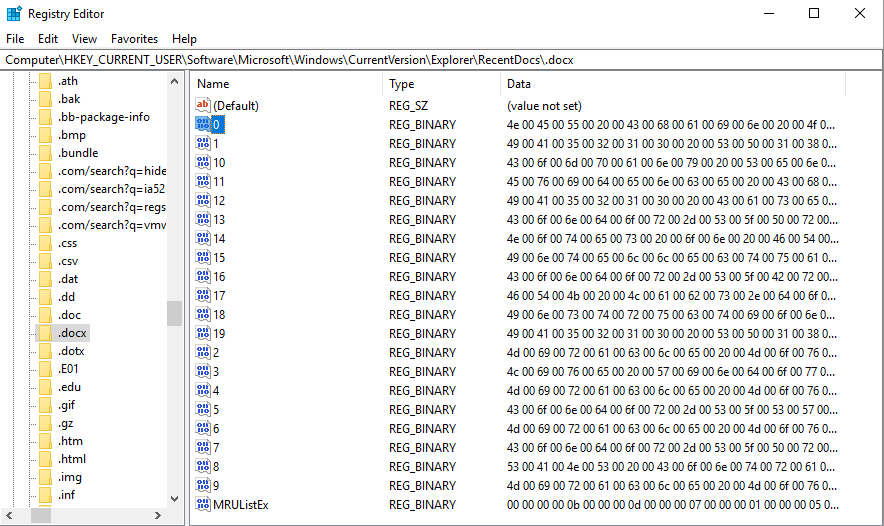 Registry Editor
File Edit View Favorites Help
Computer\HKEY_CURRENT_USER\Software\Microsoft\Windows\CurrentVersion\Explorer\RecentDocs\.docx
.ath
.bak
.bb-package-info
.bmp
.bundle
.com/search?q=hide
.com/search?q=ia52
.com/search?q=regs
.com/search?q=vmw
.css
.csv
.dat
.dd
.doc
.docx
.dotx
.E01
.edu
.gif
.gz
.htm
.html
.img
.inf
Name Type Data
(Default) REG_SZ (value not set)
0 REG_BINARY 4e 00 45 00 55 00 20 00 43 00 68 00 61 00 69 00 6e 00 20 00 4f 0...
1 REG_BINARY 49 00 41 00 35 00 32 00 31 00 30 00 20 00 53 00 50 00 31 00 38 0...
10 REG_BINARY 43 00 6f 00 6d 00 70 00 61 00 6e 00 79 00 20 00 53 00 65 00 6e 0...
11 REG_BINARY 45 00 76 00 69 00 64 00 65 00 6e 00 63 00 65 00 20 00 43 00 68 0...
12 REG_BINARY 49 00 41 00 35 00 32 00 31 00 30 00 20 00 43 00 61 00 73 00 65 0...
13 REG_BINARY 43 00 6f 00 6e 00 64 00 6f 00 72 00 2d 00 53 00 5f 00 50 00 72 00...
14 REG_BINARY 4e 00 6f 00 74 00 65 00 73 00 20 00 6f 00 6e 00 20 00 46 00 54 00...
15 REG_BINARY 49 00 6e 00 74 00 65 00 6c 00 6c 00 65 00 63 00 74 00 75 00 61 0...
16 REG_BINARY 43 00 6f 00 6e 00 64 00 6f 00 72 00 2d 00 53 00 5f 00 42 00 72 00...
17 REG_BINARY 46 00 54 00 4b 00 20 00 4c 00 61 00 62 00 73 00 2e 00 64 00 6f 0...
18 REG_BINARY 49 00 6e 00 73 00 74 00 72 00 75 00 63 00 74 00 69 00 6f 00 6e 0...
19 REG_BINARY 49 00 41 00 35 00 32 00 31 00 30 00 20 00 53 00 50 00 31 00 38 0...
2 REG_BINARY 4d 00 69 00 72 00 61 00 63 00 6c 00 65 00 20 00 4d 00 6f 00 76 0...
3 REG_BINARY 4c 00 69 00 76 00 65 00 20 00 57 00 69 00 6e 00 64 00 6f 00 77 0...
4 REG_BINARY 4d 00 69 00 72 00 61 00 63 00 6c 00 65 00 20 00 4d 00 6f 00 76 0...
5 REG_BINARY 43 00 6f 00 6e 00 64 00 6f 00 72 00 2d 00 53 00 5f 00 53 00 57 00...
6 REG_BINARY 4d 00 69 00 72 00 61 00 63 00 6c 00 65 00 20 00 4d 00 6f 00 76 0...
7 REG_BINARY 43 00 6f 00 6e 00 64 00 6f 00 72 00 2d 00 53 00 5f 00 50 00 72 00...
8 REG_BINARY 53 00 41 00 4e 00 53 00 20 00 43 00 6f 00 6e 00 74 00 72 00 61 0...
9 REG_BINARY 4d 00 69 00 72 00 61 00 63 00 6c 00 65 00 20 00 4d 00 6f 00 76 0...
MRUListEx REG_BINARY 00 00 00 00 0b 00 00 00 0d 00 00 00 07 00 00 00 01 00 00 00 05 0...